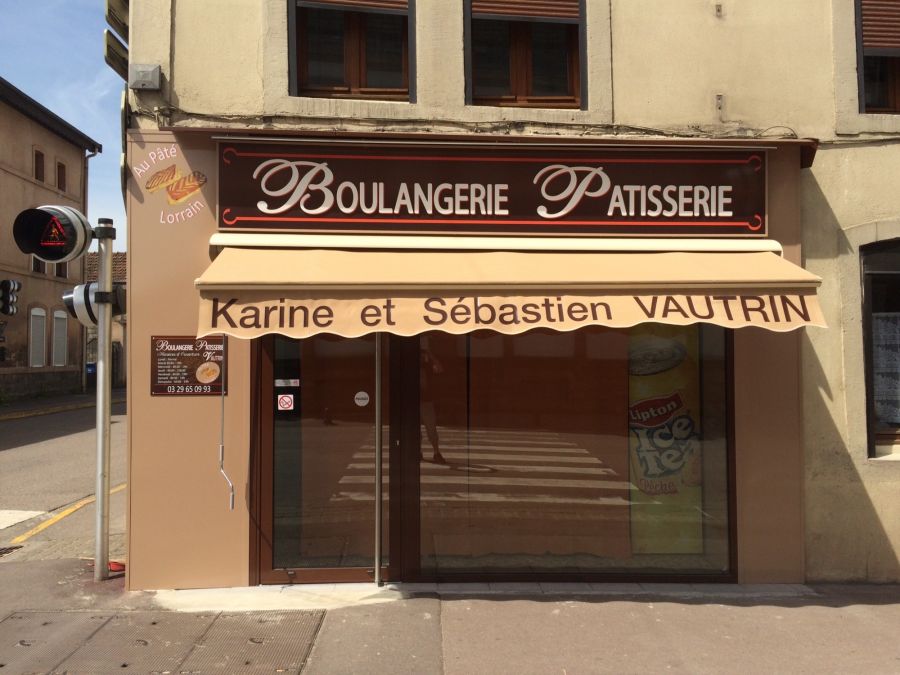 Au Pâté
Lorrain
BOULANGERIE PATISSERIE
Karine et Sébastien VAUTRIN
BOULANGERIE PATISSERIE
VAUTRIN
03 29 65 09 93
Lipton
Ice
Tea
Pêche